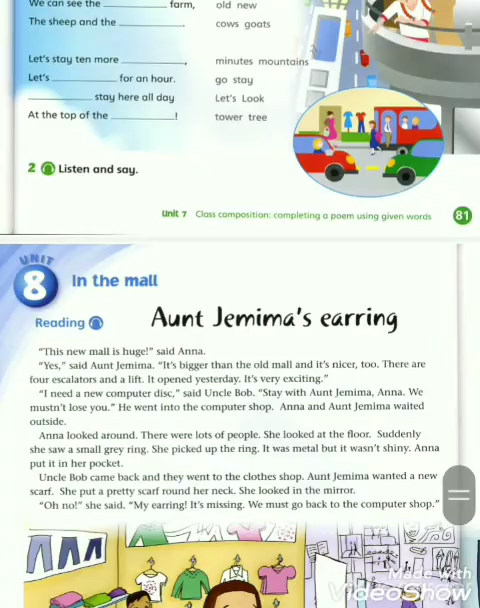 We can see the __________ farm, old new
The sheep and the __________. cows goats
Let's stay ten more __________, minutes mountains
Let's __________ for an hour. go stay
__________ stay here all day Let's Look
At the top of the __________! tower tree
2 Listen and say.
Unit 7 Class composition: completing a poem using given words 81
UNIT
8 In the mall
Reading Aunt Jemima's earring
"This new mall is huge!" said Anna.
"Yes," said Aunt Jemima. "It's bigger than the old mall and it's nicer, too. There are
four escalators and a lift. It opened yesterday. It's very exciting."
"I need a new computer disc," said Uncle Bob. "Stay with Aunt Jemima, Anna. We
mustn't lose you." He went into the computer shop. Anna and Aunt Jemima waited
outside.
Anna looked around. There were lots of people. She looked at the floor. Suddenly
she saw a small grey ring. She picked up the ring. It was metal but it wasn't shiny. Anna
put it in her pocket.
Uncle Bob came back and they went to the clothes shop. Aunt Jemima wanted a new
scarf. She put a pretty scarf round her neck. She looked in the mirror.
"Oh no!" she said. "My earring! It's missing. We must go back to the computer shop."
Made With
VideoShow